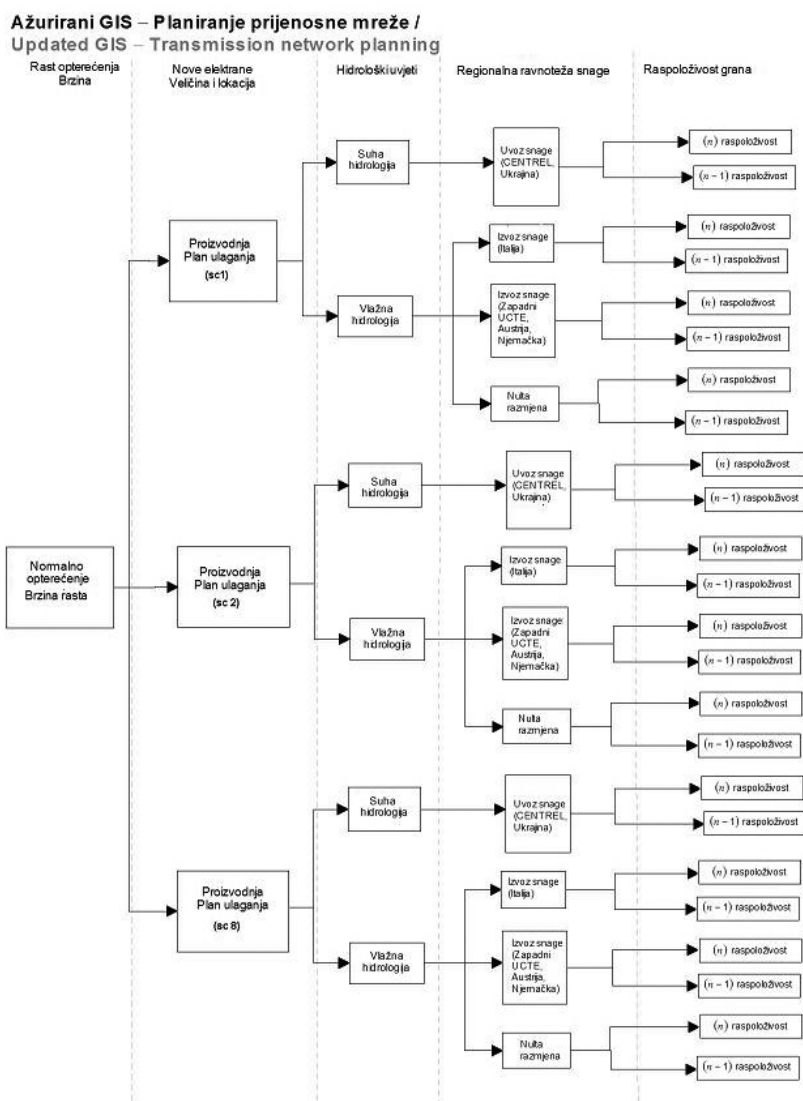 Ažurirani GIS – Planiranje prijenosne mreže /
Updated GIS – Transmission network planning
Rast opterećenja
Brzina
Nove elektrane
Veličina i lokacija
Hidrološki uvjeti
Regionalna ravnoteža snage
Raspoloživost grana
Normalno
opterećenje
Brzina rasta
Proizvodnja
Plan ulaganja
(sc1)
Suha
hidrologija
Uvoz snage
(CENTREL,
Ukrajina)
(n) raspoloživost
(n – 1) raspoloživost
Vlažna
hidrologija
Izvoz snage
(Italija)
(n) raspoloživost
(n – 1) raspoloživost
Izvoz snage
(Zapadni
UCTE,
Austrija,
Njemačka)
(n) raspoloživost
(n – 1) raspoloživost
Nulta
razmjena
(n) raspoloživost
(n – 1) raspoloživost
Proizvodnja
Plan ulaganja
(sc 2)
Suha
hidrologija
Uvoz snage
(CENTREL,
Ukrajina)
(n) raspoloživost
(n – 1) raspoloživost
Vlažna
hidrologija
Izvoz snage
(Italija)
(n) raspoloživost
(n – 1) raspoloživost
Izvoz snage
(Zapadni
UCTE,
Austrija,
Njemačka)
(n) raspoloživost
(n – 1) raspoloživost
Nulta
razmjena
(n) raspoloživost
(n – 1) raspoloživost
Proizvodnja
Plan ulaganja
(sc 8)
Suha
hidrologija
Uvoz snage
(CENTREL,
Ukrajina)
(n) raspoloživost
(n – 1) raspoloživost
Vlažna
hidrologija
Izvoz snage
(Italija)
(n) raspoloživost
(n – 1) raspoloživost
Izvoz snage
(Zapadni
UCTE,
Austrija,
Njemačka)
(n) raspoloživost
(n – 1) raspoloživost
Nulta
razmjena
(n) raspoloživost
(n – 1) raspoloživost